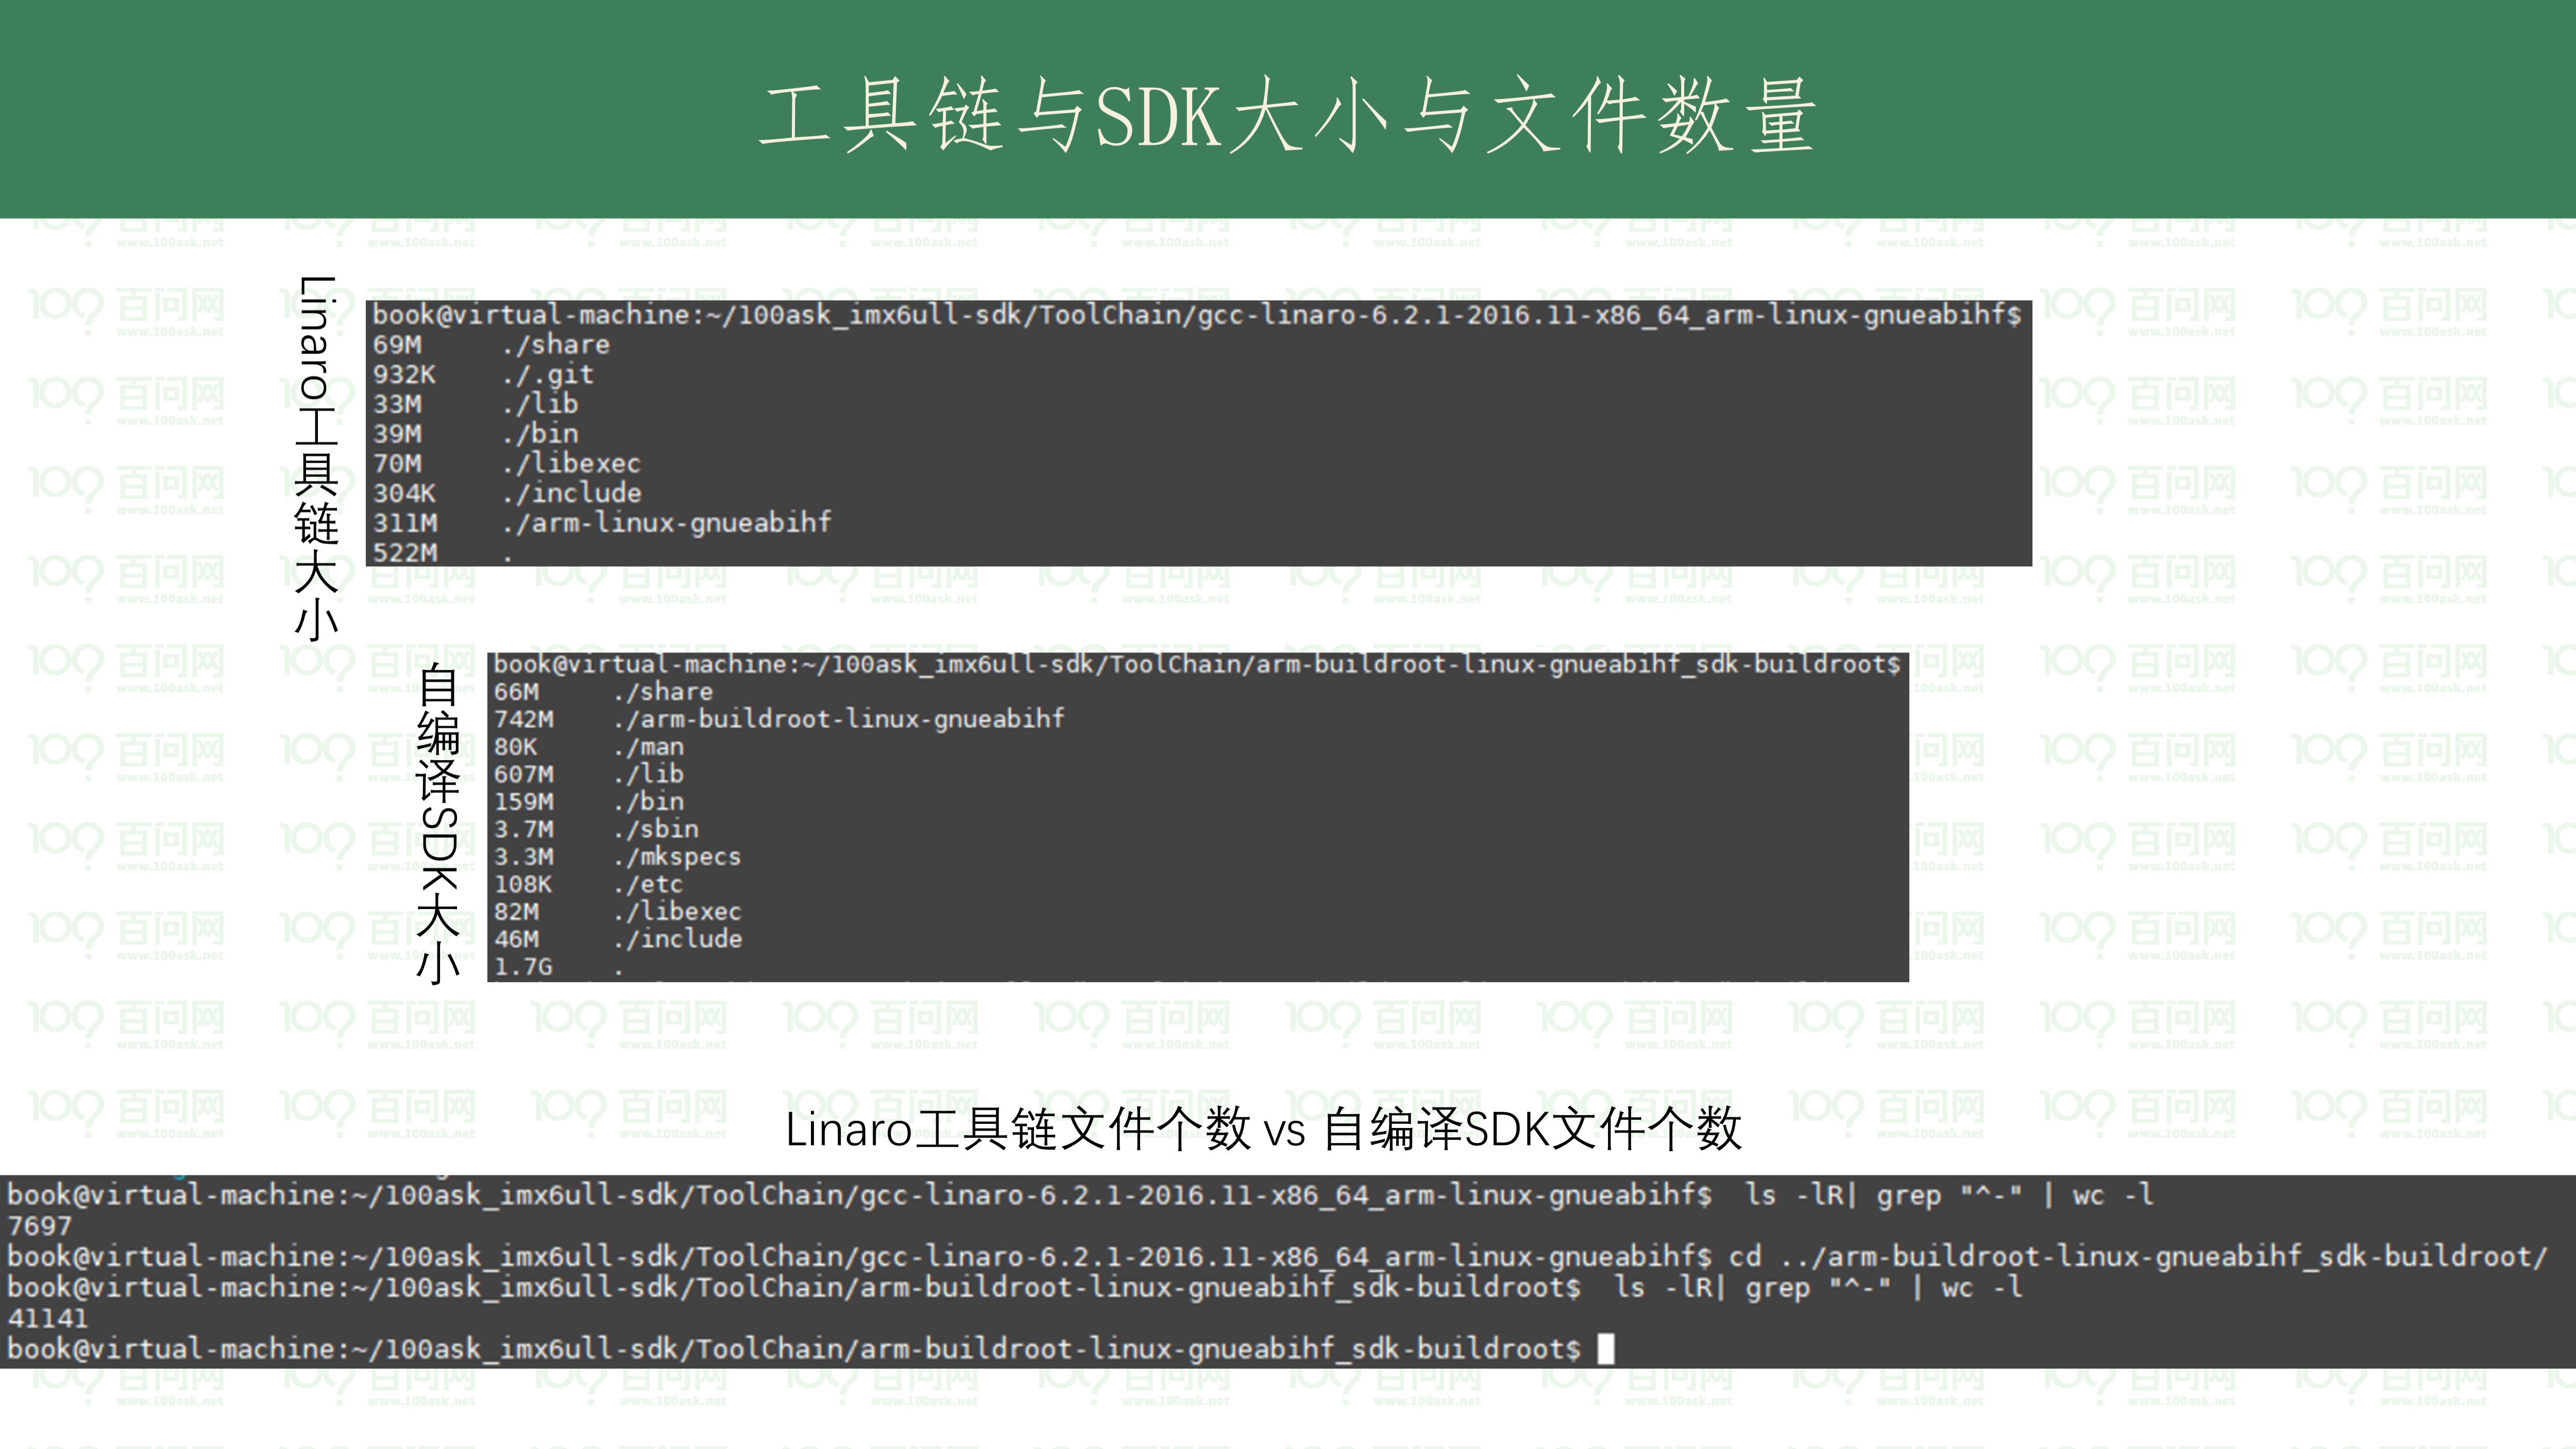 工具链与SDK大小与文件数量
Linaro工具链大小
book@virtual-machine:~/100ask_imx6ull-sdk/ToolChain/gcc-linaro-6.2.1-2016.11-x86_64_arm-linux-gnueabihf$
69M ./share
932K ./.git
33M ./lib
39M ./bin
70M ./libexec
304K ./include
311M ./arm-linux-gnueabihf
522M .
自编译SDK大小
book@virtual-machine:~/100ask_imx6ull-sdk/ToolChain/arm-buildroot-linux-gnueabihf_sdk-buildroot$
66M ./share
742M ./arm-buildroot-linux-gnueabihf
80K ./man
607M ./lib
159M ./bin
3.7M ./sbin
3.3M ./mkspecs
108K ./etc
82M ./libexec
46M ./include
1.7G .
Linaro工具链文件个数 vs 自编译SDK文件个数
book@virtual-machine:~/100ask_imx6ull-sdk/ToolChain/gcc-linaro-6.2.1-2016.11-x86_64_arm-linux-gnueabihf$ ls -lR| grep "^-" | wc -l
7697
book@virtual-machine:~/100ask_imx6ull-sdk/ToolChain/gcc-linaro-6.2.1-2016.11-x86_64_arm-linux-gnueabihf$ cd ../arm-buildroot-linux-gnueabihf_sdk-buildroot/
book@virtual-machine:~/100ask_imx6ull-sdk/ToolChain/arm-buildroot-linux-gnueabihf_sdk-buildroot$ ls -lR| grep "^-" | wc -l
41141
book@virtual-machine:~/100ask_imx6ull-sdk/ToolChain/arm-buildroot-linux-gnueabihf_sdk-buildroot$
百问网
www.100ask.net